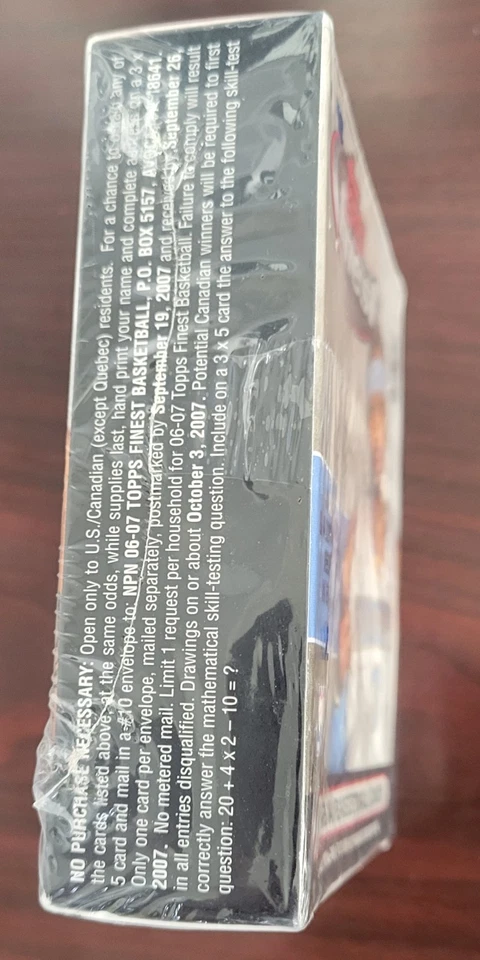 NO PURCHASE NECESSARY: Open only to U.S./Canadian (except Quebec) residents. For a chance to obtain any of
the cards listed above, at the same odds, while supplies last, hand print your name and complete address on a 3 x
5 card and mail in a #10 envelope to: NPN 06-07 TOPPS FINEST BASKETBALL, P.O. BOX 5157, 18641.
Only one card per envelope, mailed separately, postmarked by September 19, 2007 and received by September 26,
2007. No metered mail. Limit 1 request per household for 06-07 Topps Finest Basketball. Failure to comply will result
in all entries disqualified. Drawings on or about October 3, 2007. Potential Canadian winners will be required to first
correctly answer the mathematical skill-testing question. Include on a 3 x 5 card the answer to the following skill-test
question: 20 + 4 x 2 – 10 = ?